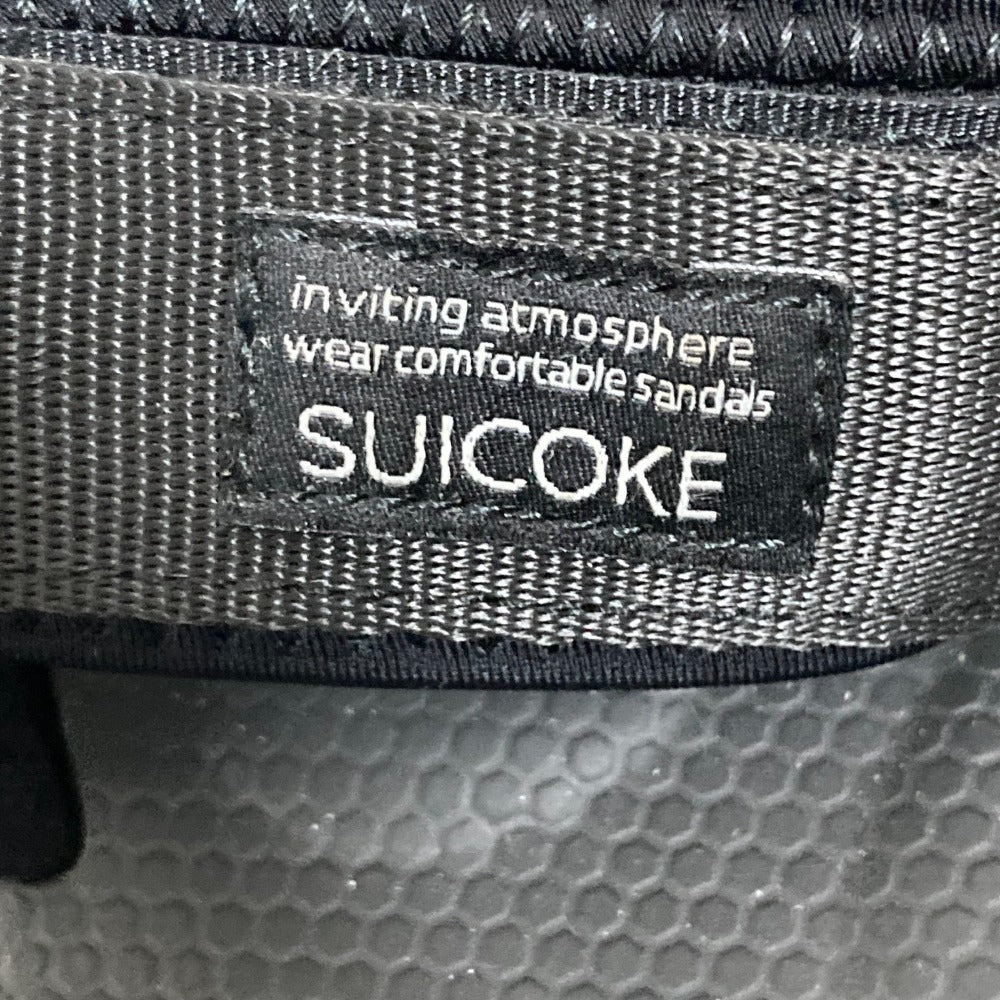 inviting atmosphere
wear comfortable sandals
SUICOKE